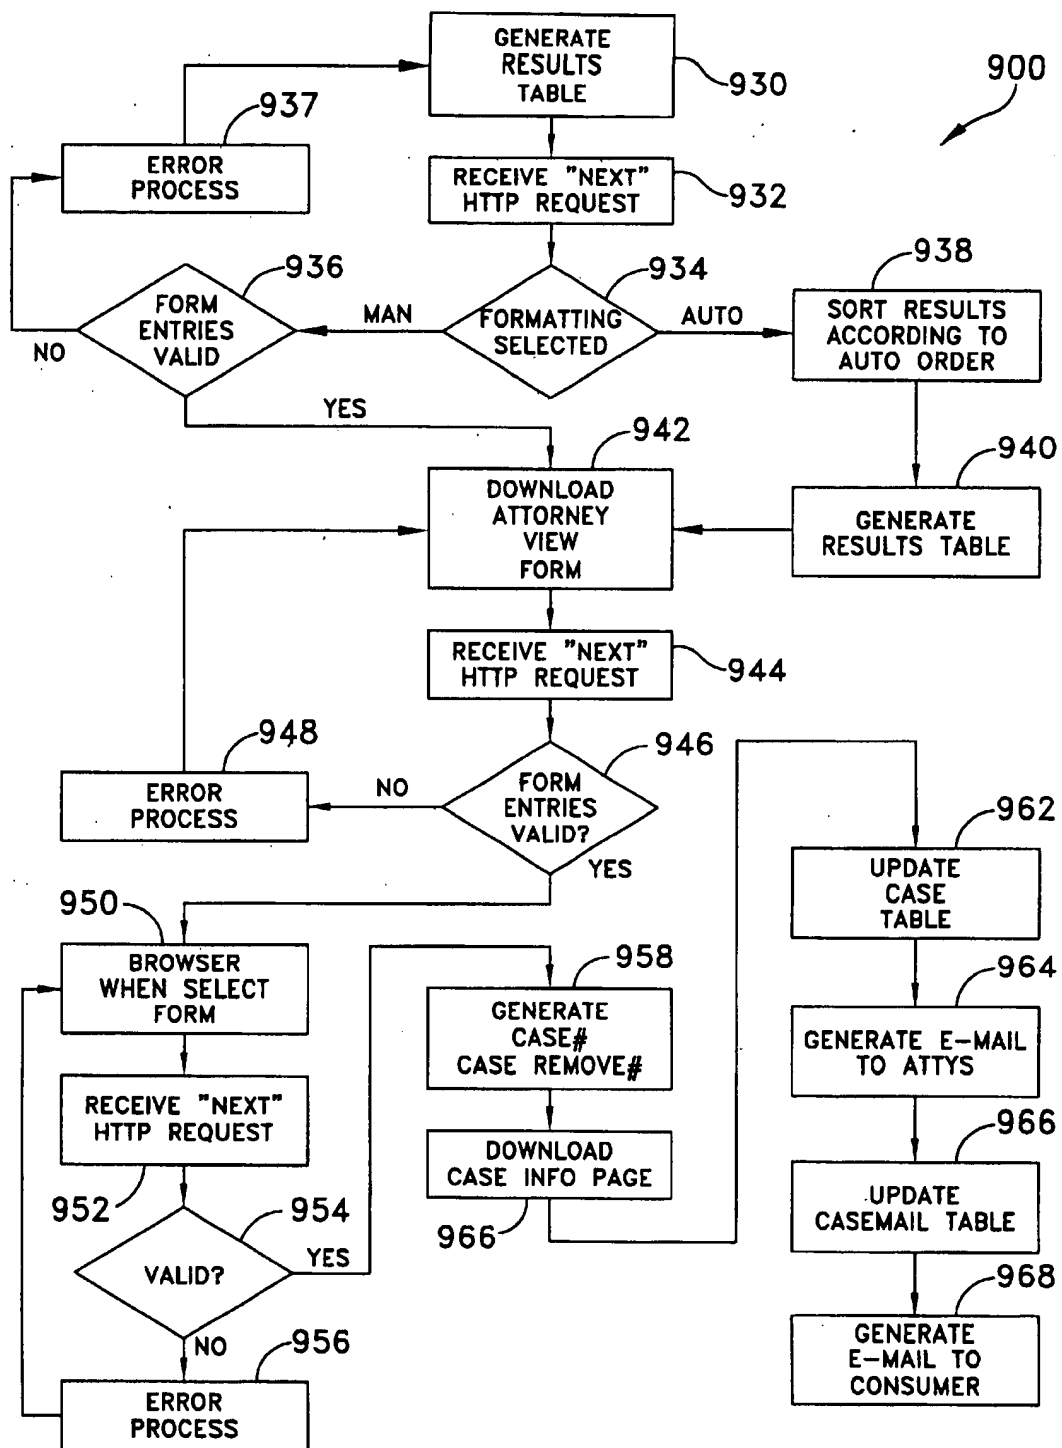 GENERATE
RESULTS
TABLE
930
900
937
ERROR
PROCESS
RECEIVE "NEXT"
HTTP REQUEST
932
936
FORM
ENTRIES
VALID
NO
YES
MAN
934
FORMATTING
SELECTED
AUTO
938
SORT RESULTS
ACCORDING TO
AUTO ORDER
940
GENERATE
RESULTS TABLE
942
DOWNLOAD
ATTORNEY
VIEW
FORM
RECEIVE "NEXT"
HTTP REQUEST
944
946
FORM
ENTRIES
VALID?
NO
YES
948
ERROR
PROCESS
950
BROWSER
WHEN SELECT
FORM
RECEIVE "NEXT"
HTTP REQUEST
952
954
VALID?
YES
NO
956
ERROR
PROCESS
958
GENERATE
CASE#
CASE REMOVE#
DOWNLOAD
CASE INFO PAGE
966
962
UPDATE
CASE
TABLE
964
GENERATE E-MAIL
TO ATTYS
966
UPDATE
CASEMAIL TABLE
968
GENERATE
E-MAIL TO
CONSUMER